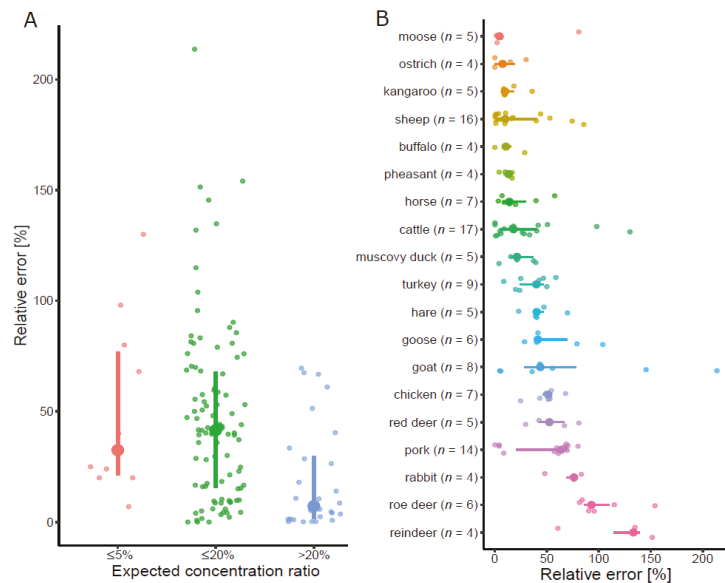 A
Relative error [%]
200
150
100
50
0
≤5%
≤20%
>20%
Expected concentration ratio
B
moose (n = 5)
ostrich (n = 4)
kangaroo (n = 5)
sheep (n = 16)
buffalo (n = 4)
pheasant (n = 4)
horse (n = 7)
cattle (n = 17)
muscovy duck (n = 5)
turkey (n = 9)
hare (n = 5)
goose (n = 6)
goat (n = 8)
chicken (n = 7)
red deer (n = 5)
pork (n = 14)
rabbit (n = 4)
roe deer (n = 6)
reindeer (n = 4)
0 50 100 150 200
Relative error [%]